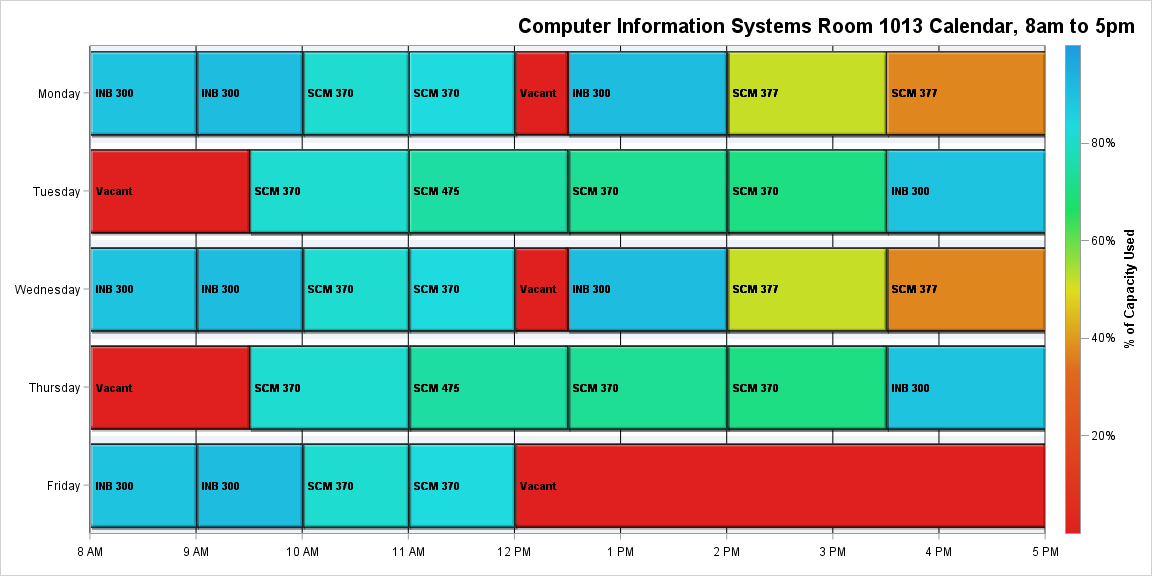 Computer Information Systems Room 1013 Calendar, 8am to 5pm
Monday
INB 300
INB 300
SCM 370
SCM 370
Vacant
INB 300
SCM 377
SCM 377
Tuesday
Vacant
SCM 370
SCM 475
SCM 370
SCM 370
INB 300
Wednesday
INB 300
INB 300
SCM 370
SCM 370
Vacant
INB 300
SCM 377
SCM 377
Thursday
Vacant
SCM 370
SCM 475
SCM 370
SCM 370
INB 300
Friday
INB 300
INB 300
SCM 370
SCM 370
Vacant
8 AM
9 AM
10 AM
11 AM
12 PM
1 PM
2 PM
3 PM
4 PM
5 PM
80%
60%
40%
20%
% of Capacity Used